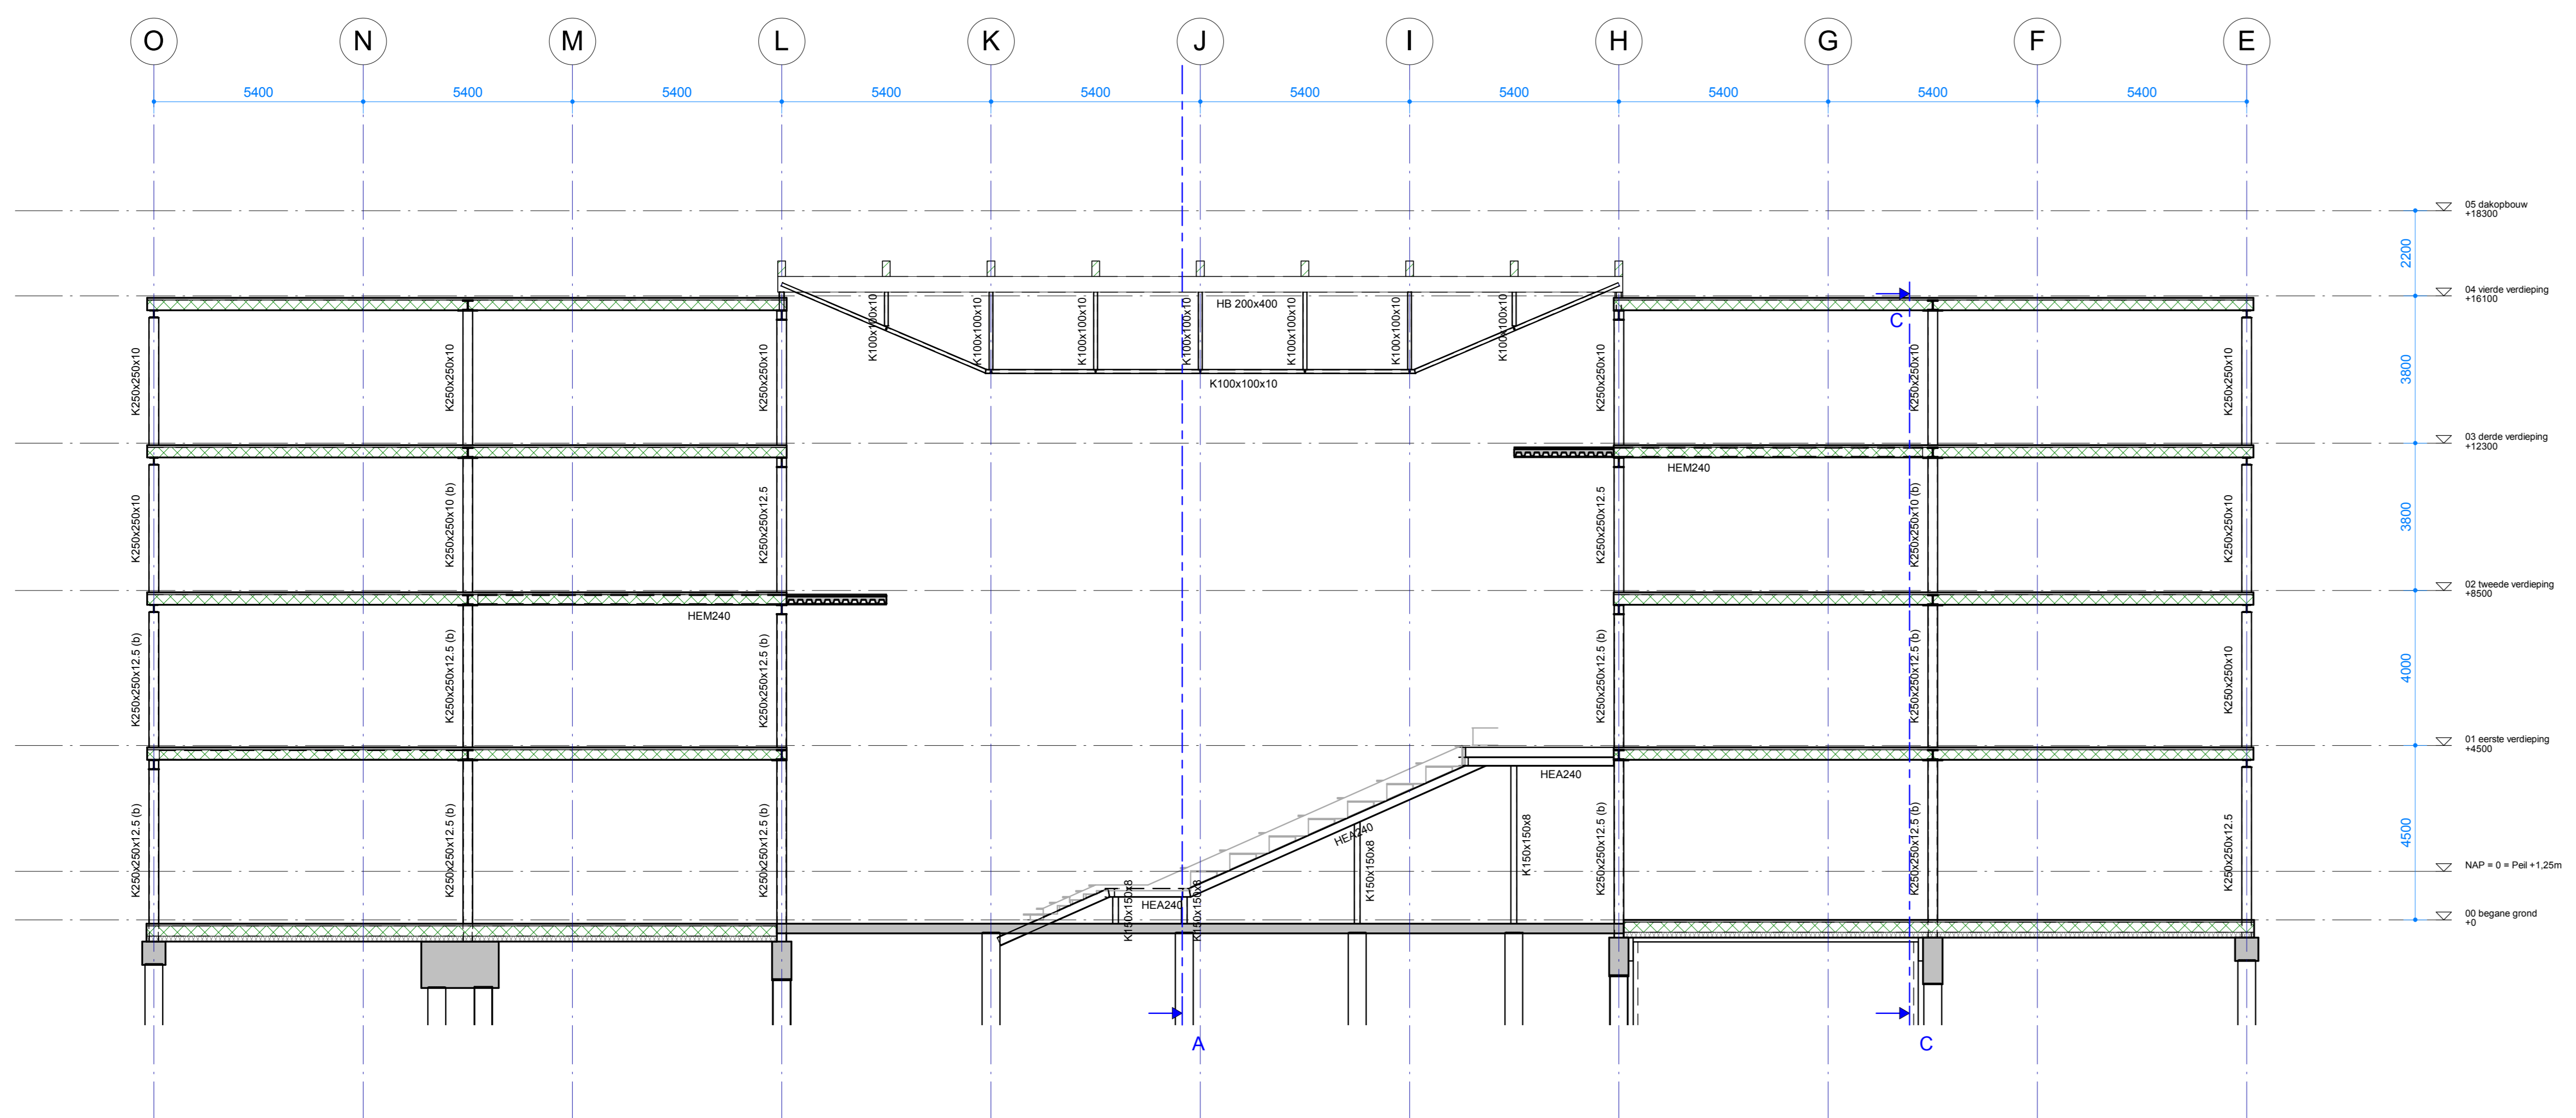 O
N
M
L
K
J
I
H
G
F
E
5400
5400
5400
5400
5400
5400
5400
5400
5400
5400
05 dakopbouw
+18300
2200
04 vierde verdieping
+16100
HB 200x400
C
K100x100x10
K100x100x10
K100x100x10
K100x100x10
K100x100x10
K100x100x10
K100x100x10
K100x100x10
K250x250x10
K250x250x10
K250x250x10
K250x250x10
K250x250x10
K250x250x10
3800
03 derde verdieping
+12300
HEM240
K250x250x10
K250x250x10 (b)
K250x250x12.5
K250x250x12.5
K250x250x10 (b)
K250x250x10
3800
02 tweede verdieping
+8500
HEM240
K250x250x12.5 (b)
K250x250x12.5 (b)
K250x250x12.5 (b)
K250x250x12.5 (b)
K250x250x12.5 (b)
K250x250x10
4000
01 eerste verdieping
+4500
HEA240
K250x250x12.5 (b)
K250x250x12.5 (b)
K250x250x12.5 (b)
HEA240
K150x150x8
K150x150x8
K250x250x12.5 (b)
K250x250x12.5 (b)
K250x250x12.5
4500
NAP = 0 = Peil +1,25m
K150x150x8
HEA240
K150x150x8
00 begane grond
+0
A
C